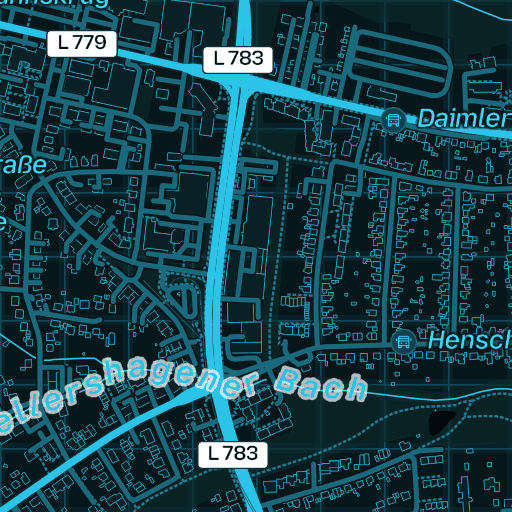 L 779
L 783
Daimler
raße
Hensch
ellershagener Bach
L 783